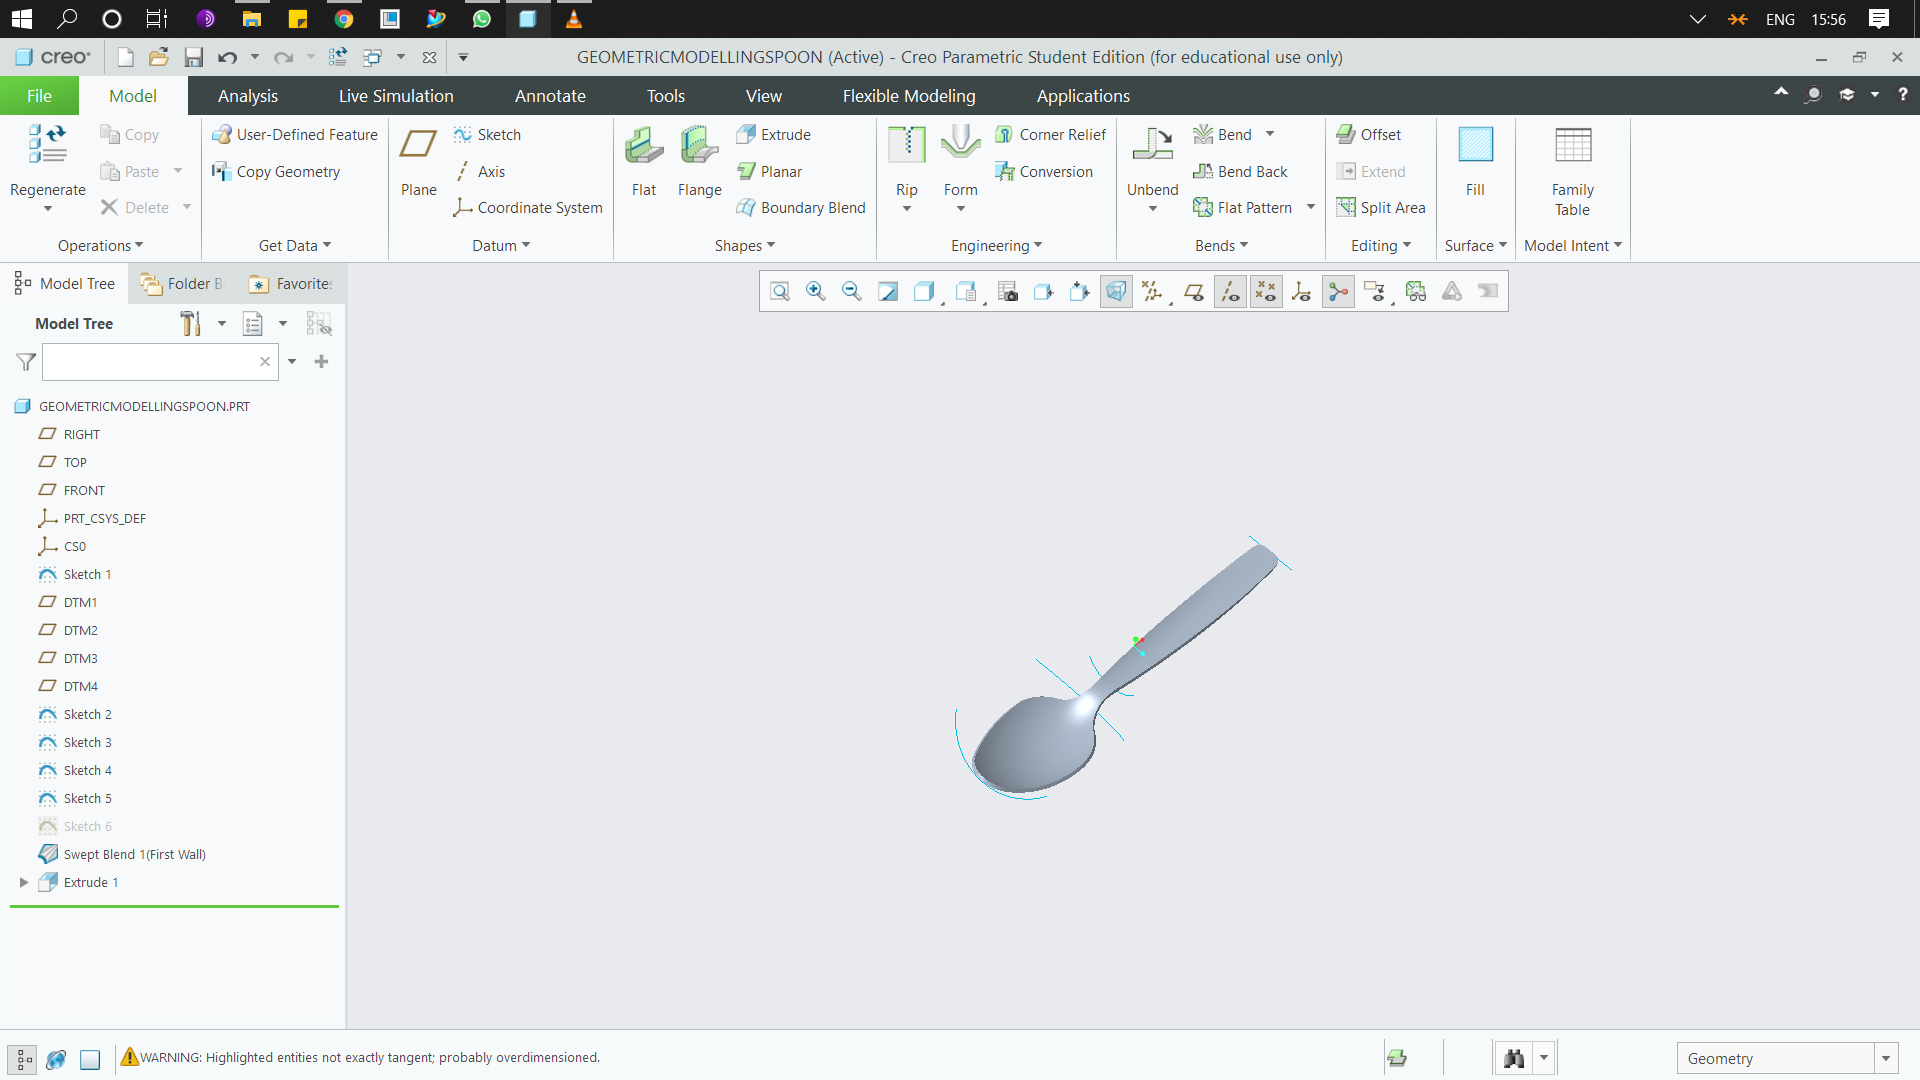 ENG 15:56
creo GEOMETRICMODELLINGSPOON (Active) - Creo Parametric Student Edition (for educational use only)
File Model Analysis Live Simulation Annotate Tools View Flexible Modeling Applications ?
Copy User-Defined Feature Sketch Extrude Corner Relief Bend Offset
Paste Copy Geometry Axis Planar Conversion Bend Back Extend
Regenerate Plane Flat Flange Rip Form Unbend Fill Family
Delete Coordinate System Boundary Blend Flat Pattern Split Area Table
Operations Get Data Datum Shapes Engineering Bends Editing Surface Model Intent
Model Tree Folder B Favorite
Model Tree
GEOMETRICMODELLINGSPOON.PRT
RIGHT
TOP
FRONT
PRT_CSYS_DEF
CS0
Sketch 1
DTM1
DTM2
DTM3
DTM4
Sketch 2
Sketch 3
Sketch 4
Sketch 5
Sketch 6
Swept Blend 1(First Wall)
Extrude 1
WARNING: Highlighted entities not exactly tangent; probably overdimensioned. Geometry